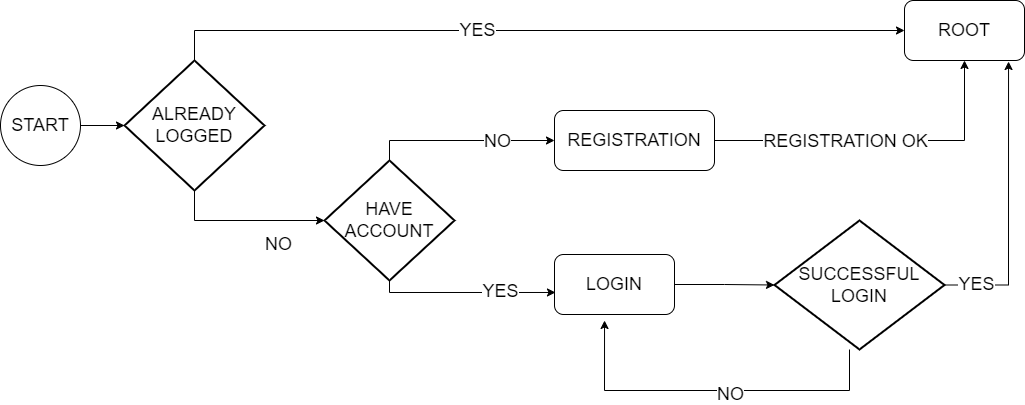 YES
ROOT
START
ALREADY
LOGGED
NO
REGISTRATION
REGISTRATION OK
HAVE
ACCOUNT
NO
YES
LOGIN
SUCCESSFUL
LOGIN
YES
NO